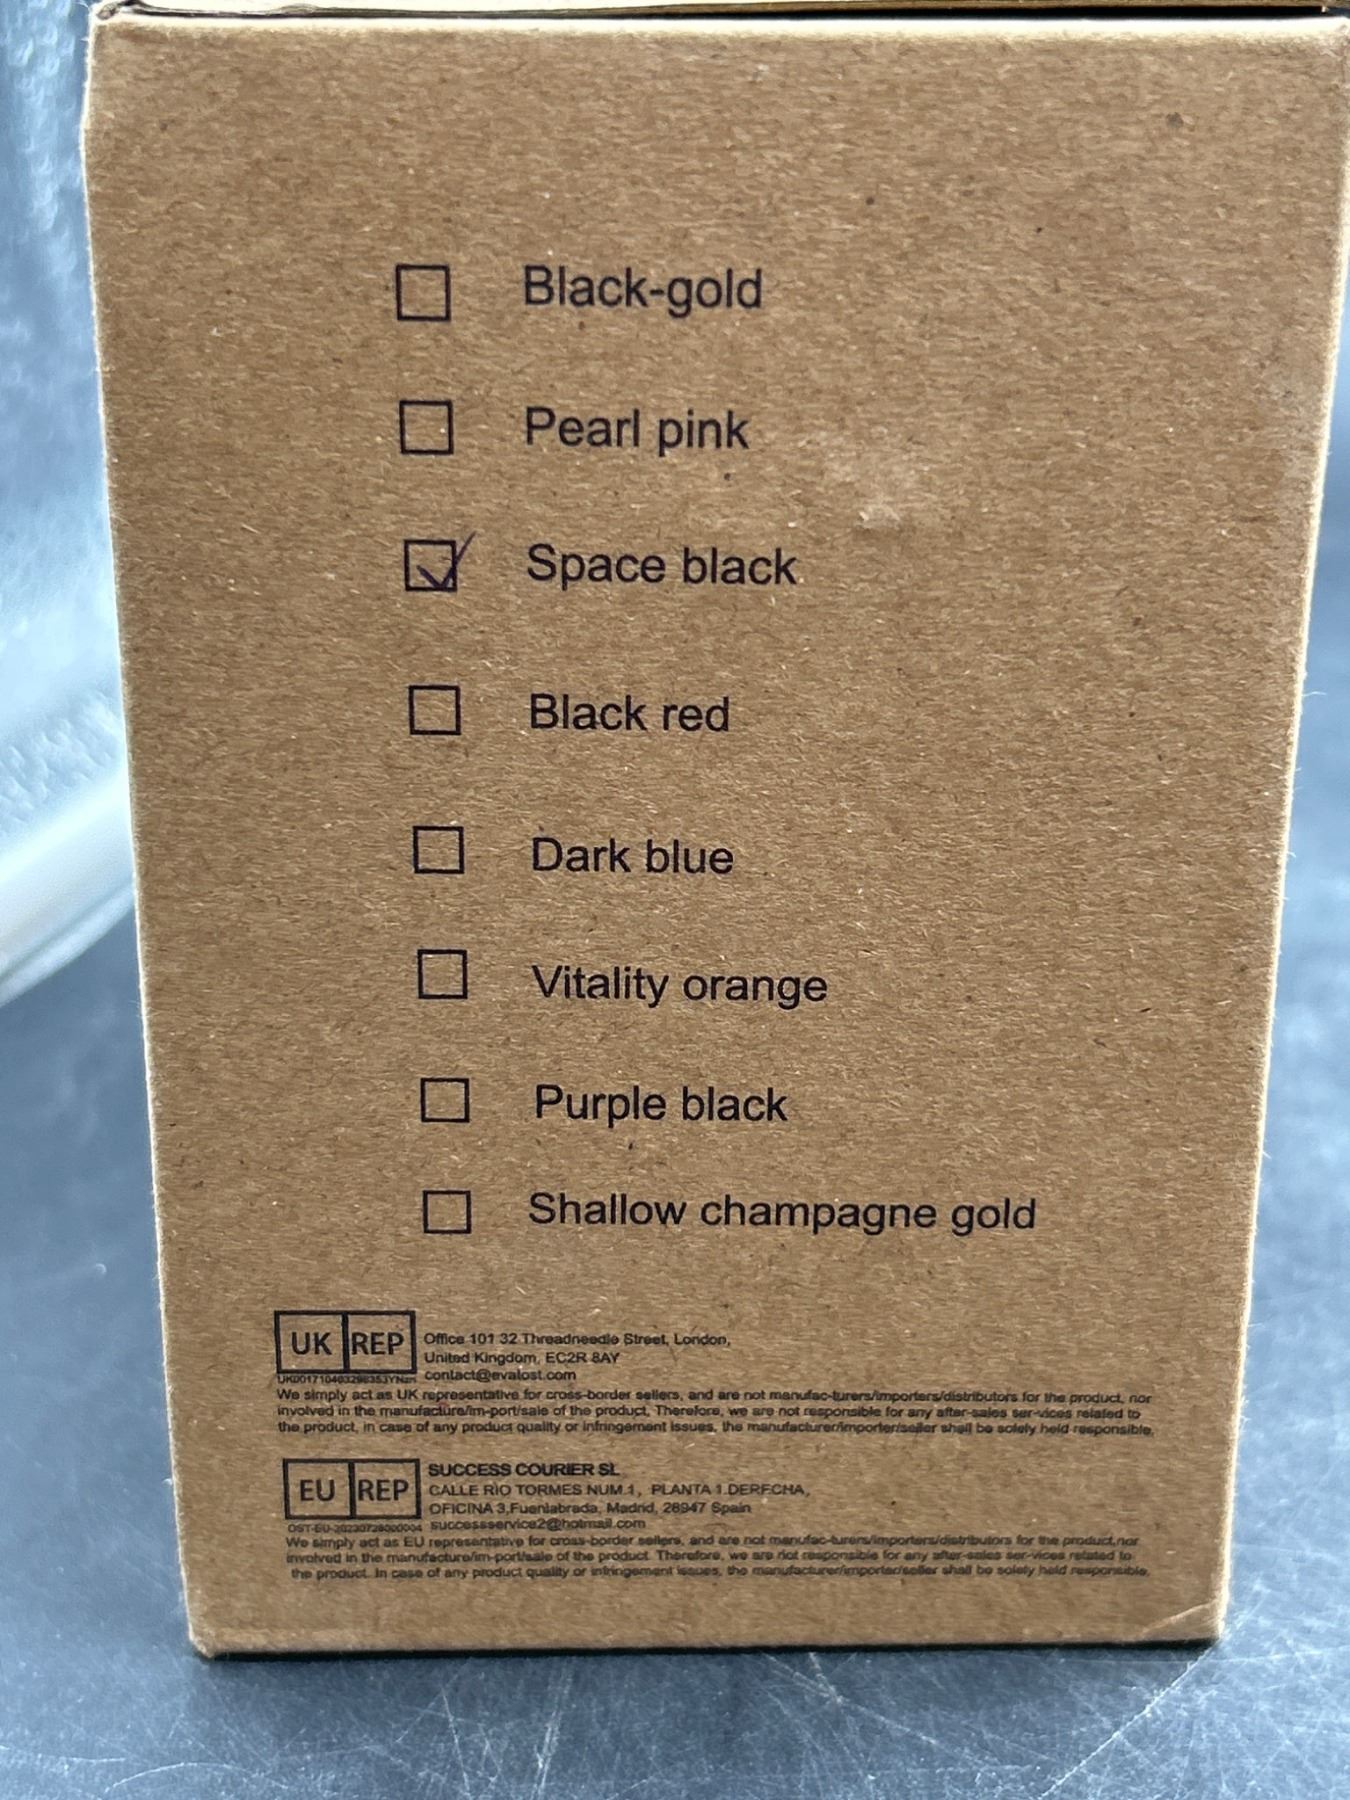 Black-gold
Pearl pink
Space black
Black red
Dark blue
Vitality orange
Purple black
Shallow champagne gold
UK REP
Office 101 32 Threadneedle Street, London,
United Kingdom, EC2R 8AY
contact@evatost.com
We simply act as UK representative for cross-border sellers, and are not manufac-turers/importers/distributors for the product, nor
involved in the manufacture/im-port/sale of the product. Therefore, we are not responsible for any after-sales ser-vices related to
the product, in case of any product quality or infringement issues, the manufacturer/importer/seller shall be solely held responsible.
EU REP
SUCCESS COURIER SL
CALLE RIO TORMES NUM.1, PLANTA 1.DERECHA,
OFICINA 3,Fuenlabrada, Madrid, 28947 Spain
successservice2@hotmail.com
We simply act as EU representative for cross-border sellers, and are not manufac-turers/importers/distributors for the product,nor
involved in the manufacture/im-port/sale of the product. Therefore, we are not responsible for any after-sales ser-vices related to
the product. In case of any product quality or infringement issues, the manufacturer/importer/seller shall be solely held responsible.